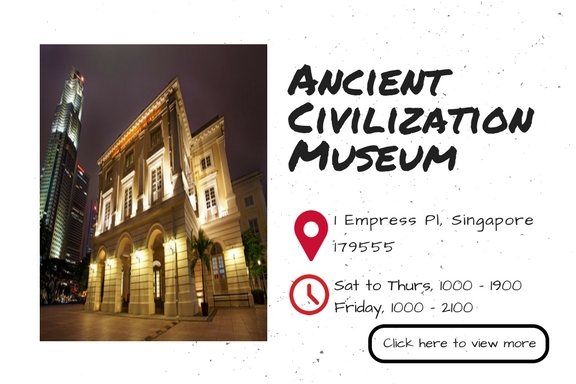 Ancient
Civilization
Museum
1 Empress Pl, Singapore
179555
Sat to Thurs, 1000 - 1900
Friday, 1000 - 2100
Click here to view more